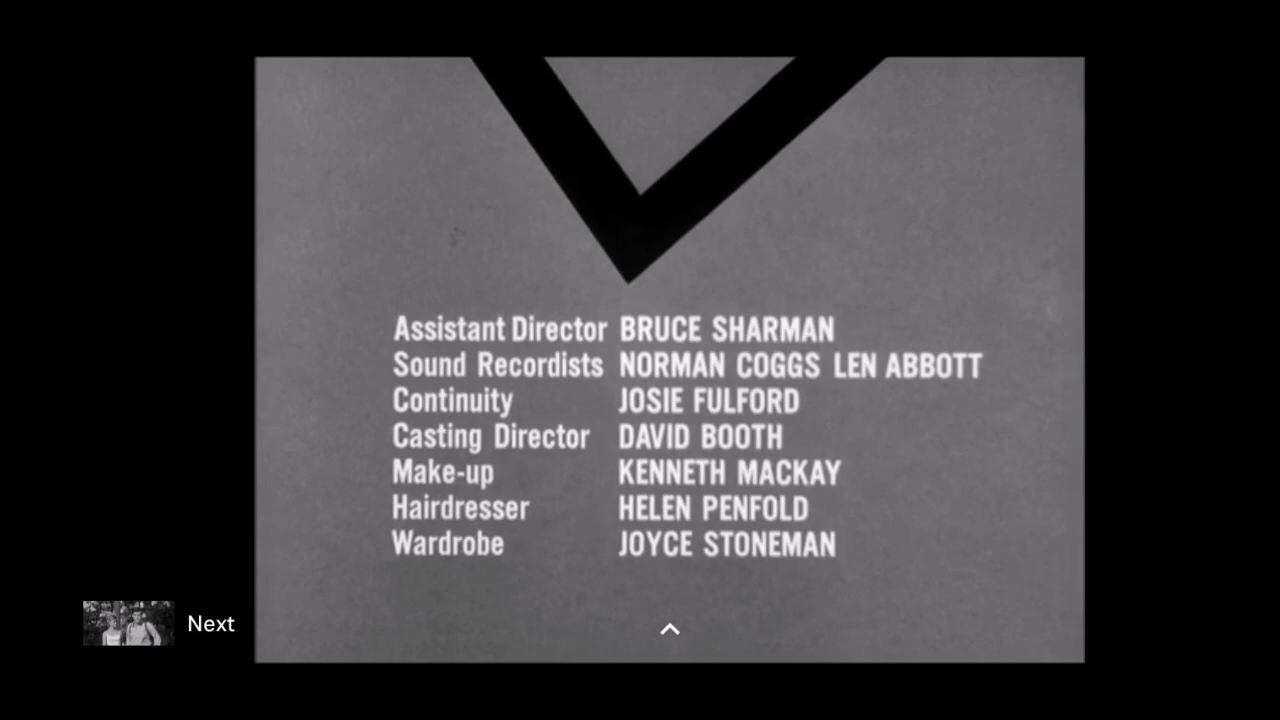 Assistant Director BRUCE SHARMAN
Sound Recordists NORMAN COGGS LEN ABBOTT
Continuity JOSIE FULFORD
Casting Director DAVID BOOTH
Make-up KENNETH MACKAY
Hairdresser HELEN PENFOLD
Wardrobe JOYCE STONEMAN
Next